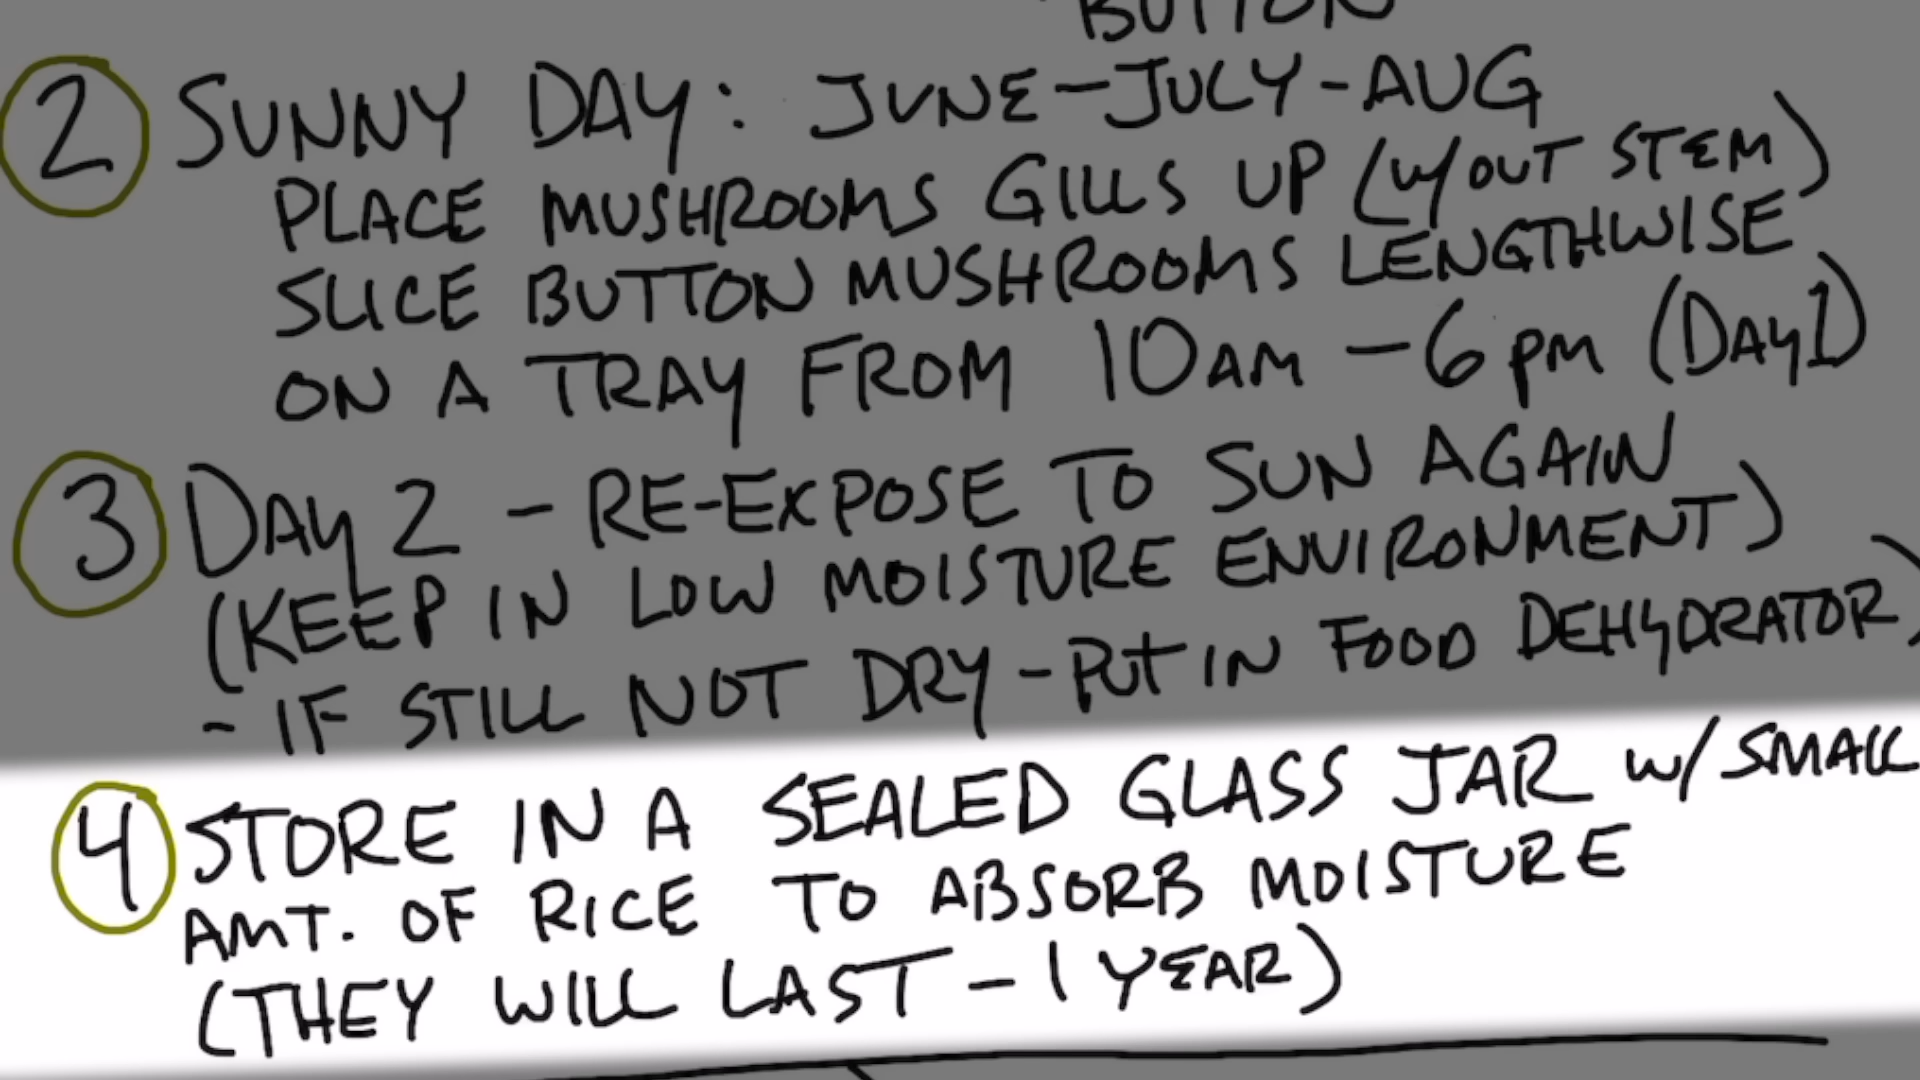 BUTTON
2 SUNNY DAY: JUNE-JULY-AUG
PLACE MUSHROOMS GILLS UP (w/OUT STEM)
SLICE BUTTON MUSHROOMS LENGTHWISE
ON A TRAY FROM 10AM - 6pm (DAY1)
3 DAY 2 - RE-EXPOSE TO SUN AGAIN
(KEEP IN LOW MOISTURE ENVIRONMENT)
- IF STILL NOT DRY - PUT IN FOOD DEHYDRATOR)
4 STORE IN A SEALED GLASS JAR w/ SMALL
AMT. OF RICE TO ABSORB MOISTURE
(THEY WILL LAST - 1 YEAR)